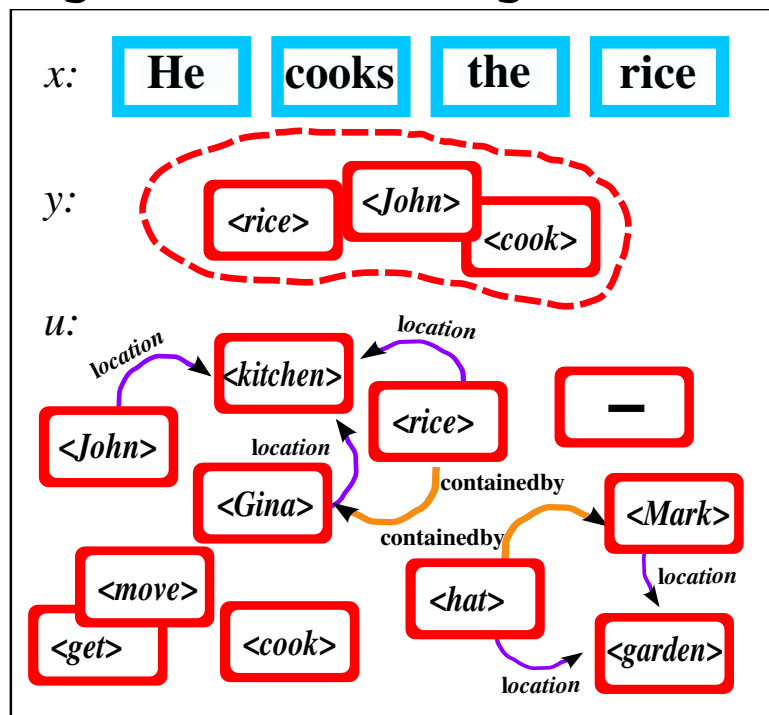 x: He cooks the rice
y: <rice> <John> <cook>
u:
location
location
<kitchen>
<John>
<rice>
–
location
<Gina>
containedby
containedby
<Mark>
<move>
<get>
<cook>
<hat>
location
<garden>
location